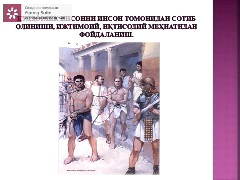 СОННИ ИНСОН ТОМОНИДАН СОТИБ
ОЛИНИШИ, ИЖТИМОИЙ, ИҚТИСОДИЙ МЕҲНАТИДАН
ФОЙДАЛАНИШ.